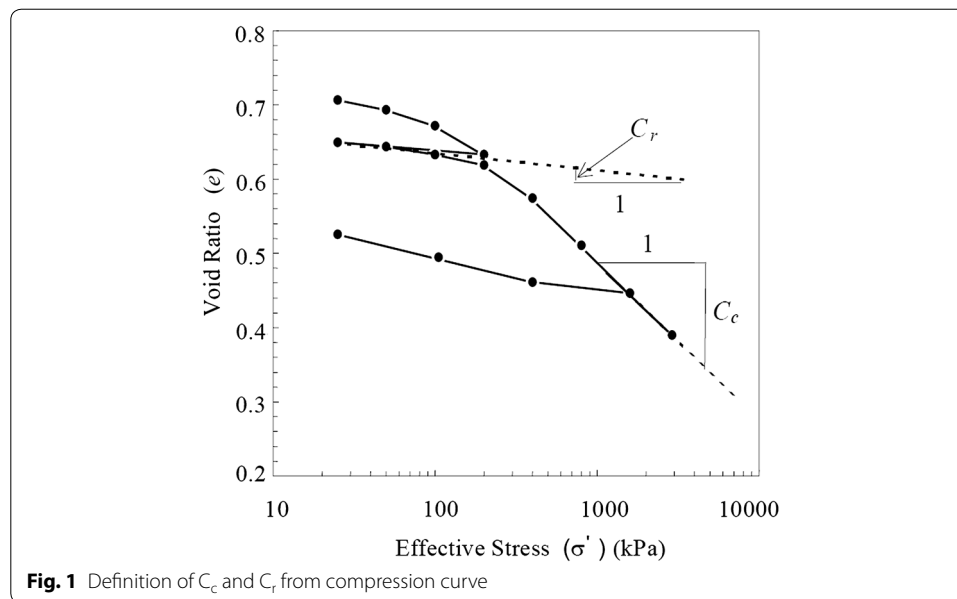 0.8
0.7
0.6
0.5
0.4
0.3
0.2
Void Ratio (e)
C_r
1
1
C_c
10 100 1000 10000
Effective Stress (σ') (kPa)
Fig. 1 Definition of C_c and C_r from compression curve